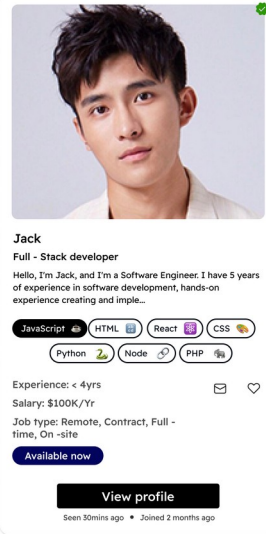 Jack
Full - Stack developer
Hello, I'm Jack, and I'm a Software Engineer. I have 5 years
of experience in software development, hands-on
experience creating and imple...
JavaScript HTML React CSS
Python Node PHP
Experience: < 4yrs
Salary: $100K/Yr
Job type: Remote, Contract, Full -
time, On -site
Available now
View profile
Seen 30mins ago • Joined 2 months ago